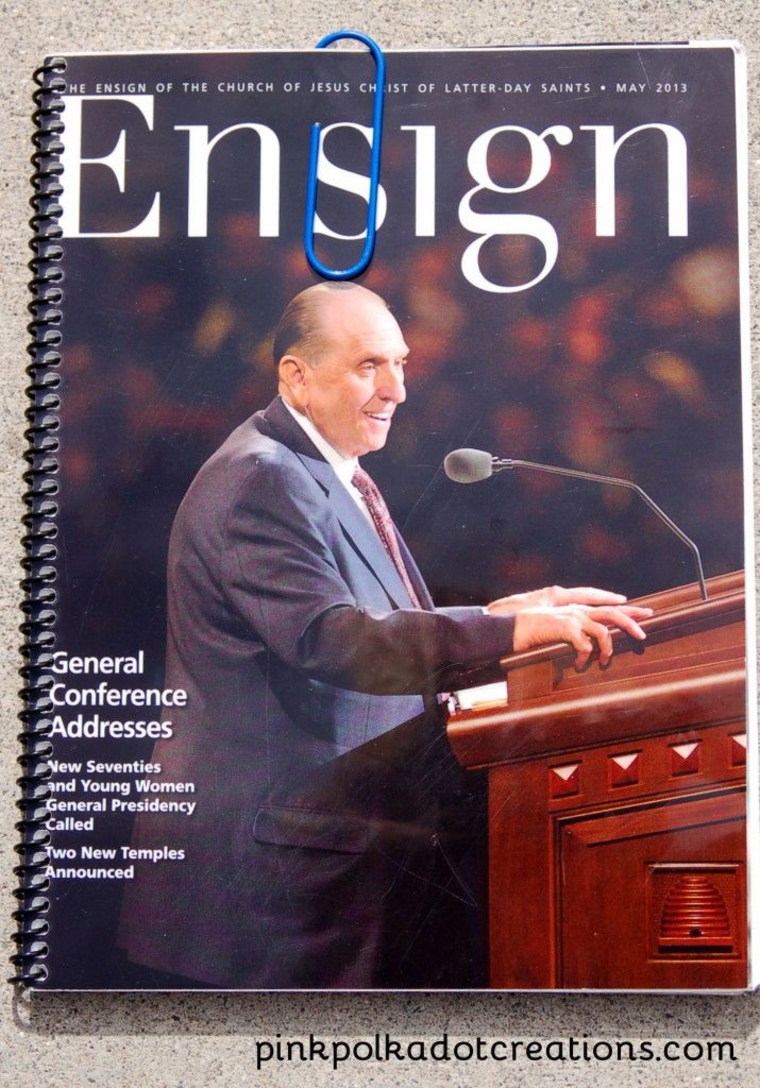 THE ENSIGN OF THE CHURCH OF JESUS CHRIST OF LATTER-DAY SAINTS • MAY 2013
Ensign
General
Conference
Addresses
New Seventies
and Young Women
General Presidency
Called
Two New Temples
Announced
pinkpolkadotcreations.com